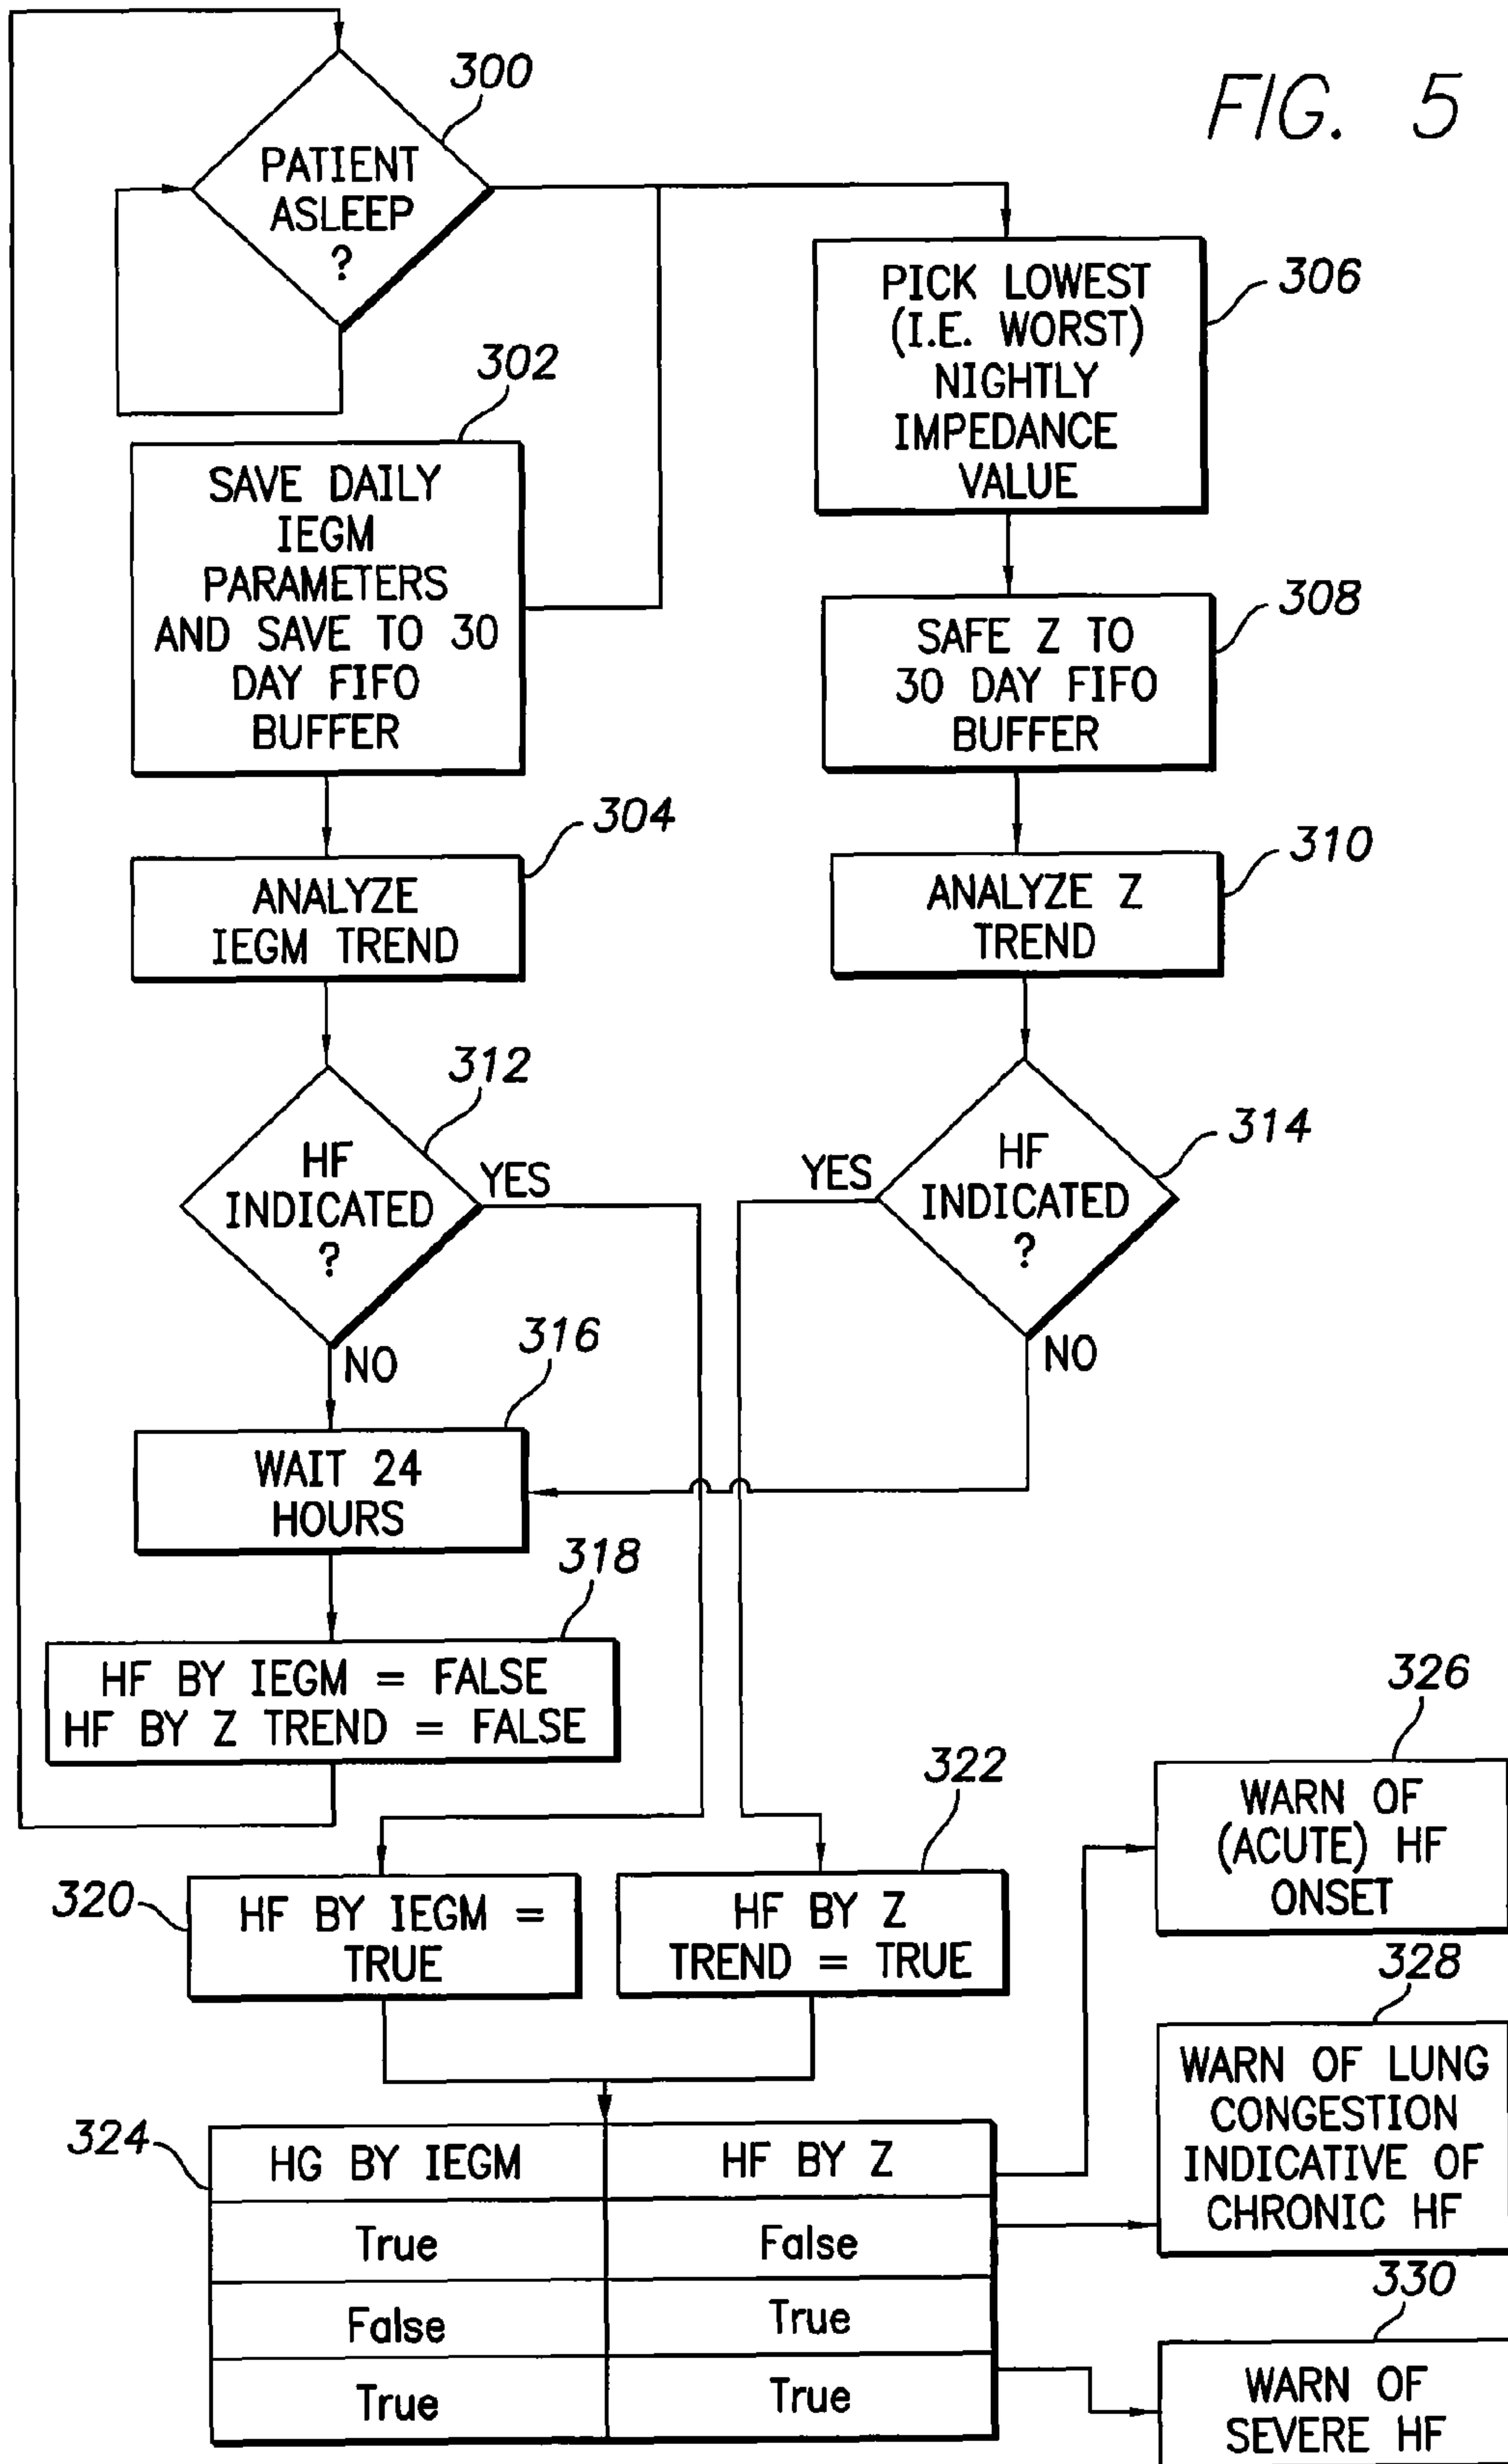 FIG. 5
300
PATIENT
ASLEEP
?
302
SAVE DAILY
IEGM
PARAMETERS
AND SAVE TO 30
DAY FIFO
BUFFER
306
PICK LOWEST
(I.E. WORST)
NIGHTLY
IMPEDANCE
VALUE
308
SAFE Z TO
30 DAY FIFO
BUFFER
304
ANALYZE
IEGM TREND
310
ANALYZE Z
TREND
312
HF
INDICATED
?
YES
NO
314
HF
INDICATED
?
YES
NO
316
WAIT 24
HOURS
318
HF BY IEGM = FALSE
HF BY Z TREND = FALSE
320
HF BY IEGM =
TRUE
322
HF BY Z
TREND = TRUE
324
HG BY IEGM HF BY Z
True False
False True
True True
326
WARN OF
(ACUTE) HF
ONSET
328
WARN OF LUNG
CONGESTION
INDICATIVE OF
CHRONIC HF
330
WARN OF
SEVERE HF